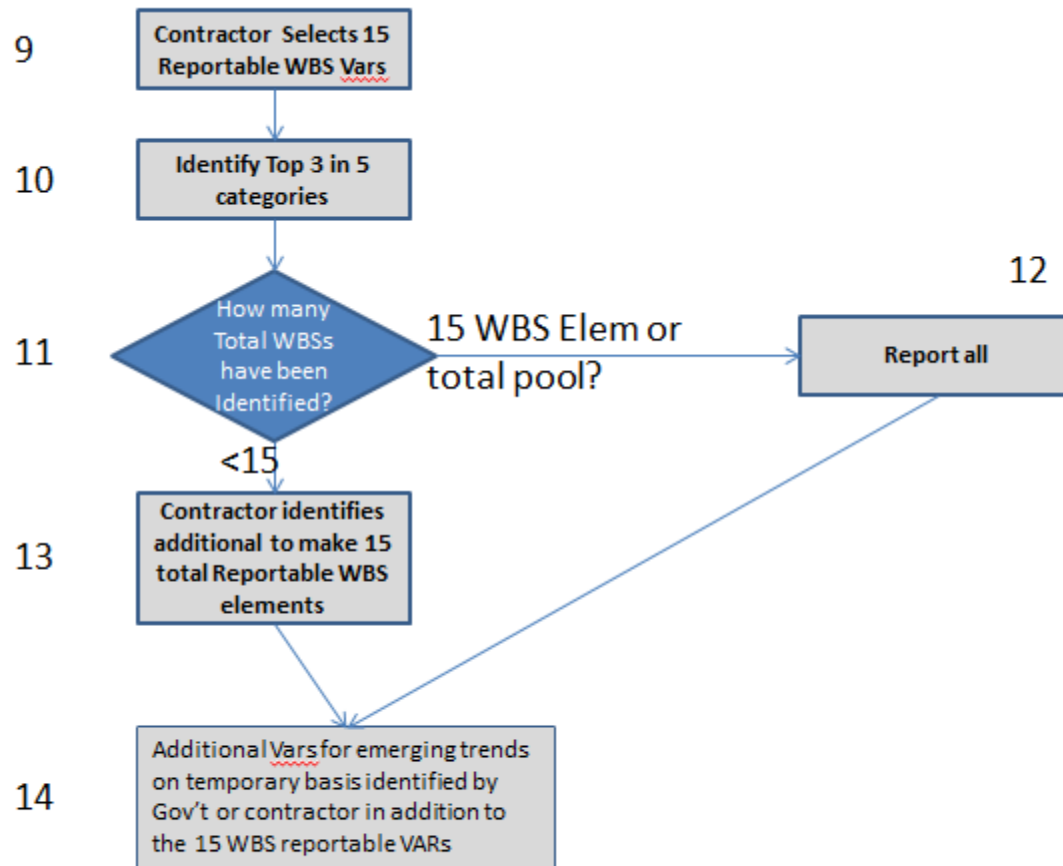 9
Contractor Selects 15
Reportable WBS Vars
10
Identify Top 3 in 5
categories
11
How many
Total WBSs
have been
Identified?
15 WBS Elem or
total pool?
12
Report all
<15
13
Contractor identifies
additional to make 15
total Reportable WBS
elements
14
Additional Vars for emerging trends
on temporary basis identified by
Gov't or contractor in addition to
the 15 WBS reportable VARs